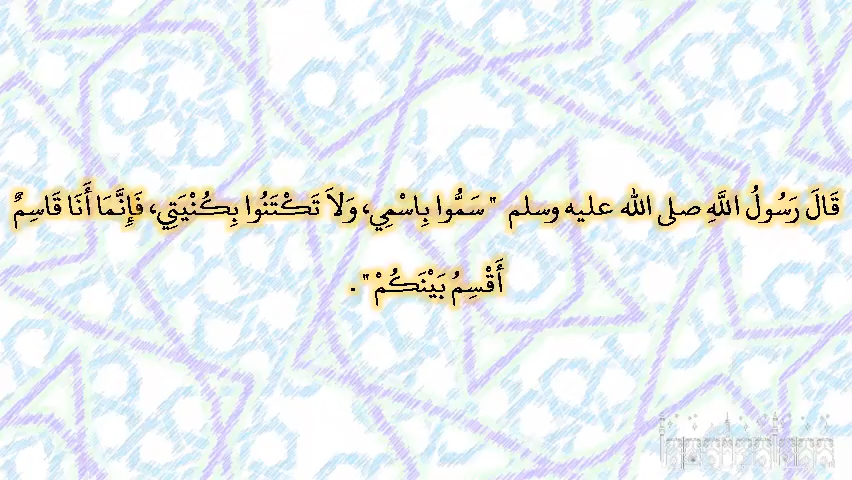 قَالَ رَسُولُ اللَّهِ صلى الله عليه وسلم " سَمُّوا بِاسْمِي، وَلاَ تَكْتَنُوا بِكُنْيَتِي، فَإِنَّمَا أَنَا قَاسِمٌ
أَقْسِمُ بَيْنَكُمْ " .